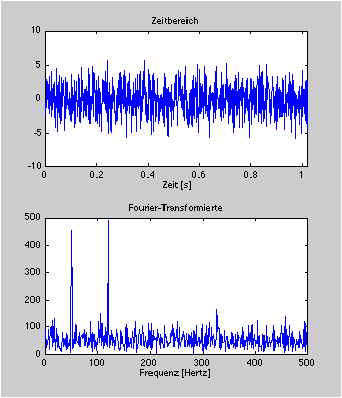 Zeitbereich
10
5
0
-5
-10
0 0.2 0.4 0.6 0.8 1
Zeit [s]
Fourier-Transformierte
500
400
300
200
100
0
0 100 200 300 400 500
Frequenz [Hertz]